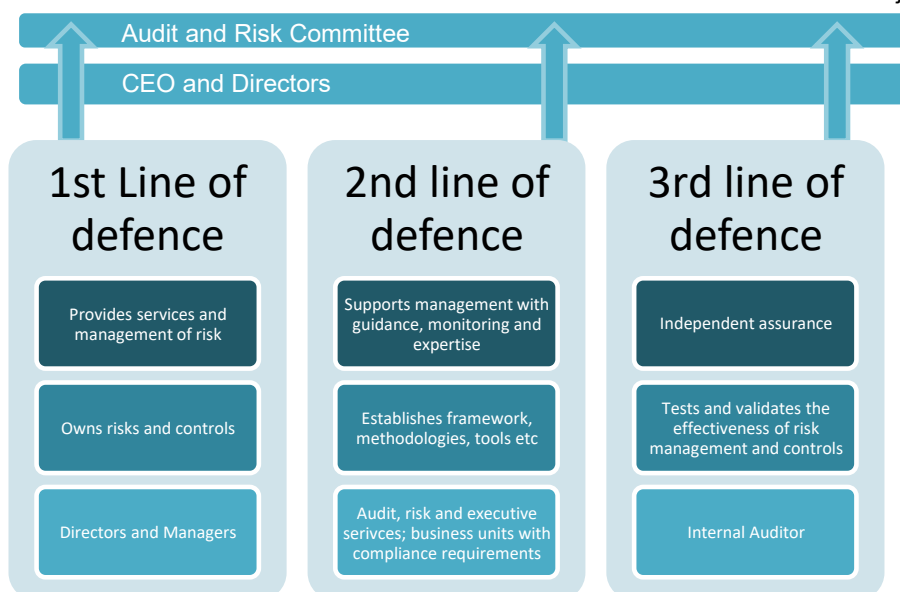 Audit and Risk Committee
CEO and Directors
1st Line of
defence
Provides services and
management of risk
Owns risks and controls
Directors and Managers
2nd line of
defence
Supports management with
guidance, monitoring and
expertise
Establishes framework,
methodologies, tools etc
Audit, risk and executive
serivces; business units with
compliance requirements
3rd line of
defence
Independent assurance
Tests and validates the
effectiveness of risk
management and controls
Internal Auditor